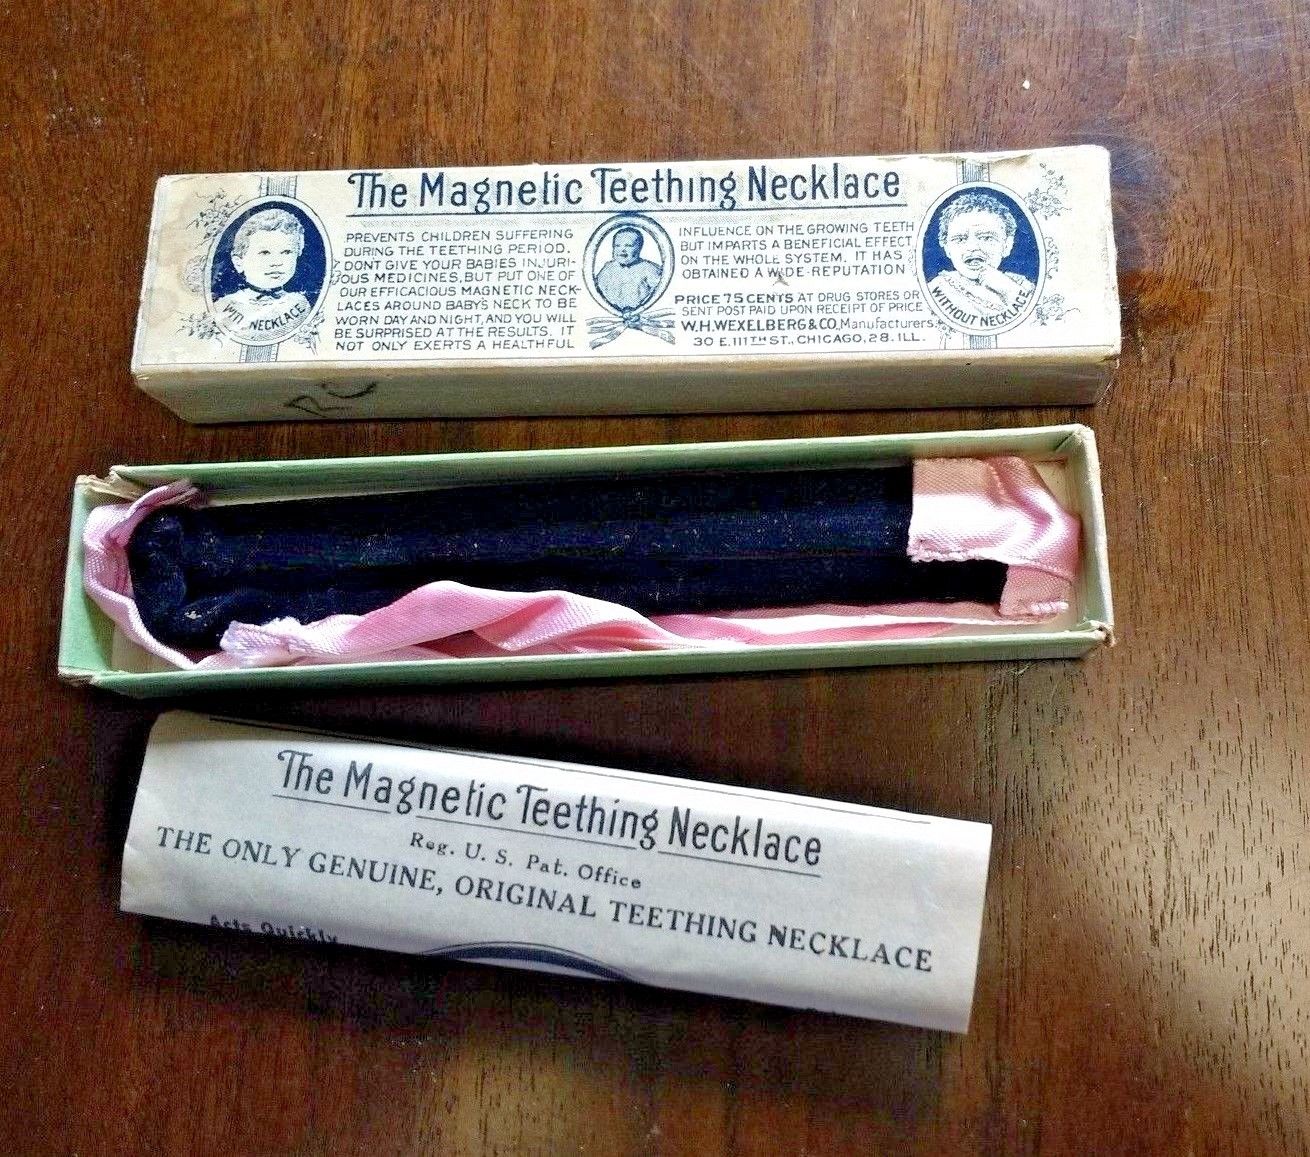 The Magnetic Teething Necklace
PREVENTS CHILDREN SUFFERING
DURING THE TEETHING PERIOD.
DONT GIVE YOUR BABIES INJURI-
OUS MEDICINES, BUT PUT ONE OF
OUR EFFICACIOUS MAGNETIC NECK-
LACES AROUND BABY'S NECK TO BE
WORN DAY AND NIGHT, AND YOU WILL
BE SURPRISED AT THE RESULTS. IT
NOT ONLY EXERTS A HEALTHFUL
INFLUENCE ON THE GROWING TEETH
BUT IMPARTS A BENEFICIAL EFFECT
ON THE WHOLE SYSTEM. IT HAS
OBTAINED A WIDE-REPUTATION
PRICE 75 CENTS AT DRUG STORES OR
SENT POST PAID UPON RECEIPT OF PRICE
W.H. WEXELBERG & CO. Manufacturers.
30 E. 111TH ST., CHICAGO, 28. ILL.
WITH NECKLACE
WITHOUT NECKLACE
RC
The Magnetic Teething Necklace
Reg. U. S. Pat. Office
THE ONLY GENUINE, ORIGINAL TEETHING NECKLACE
Acts Quickly